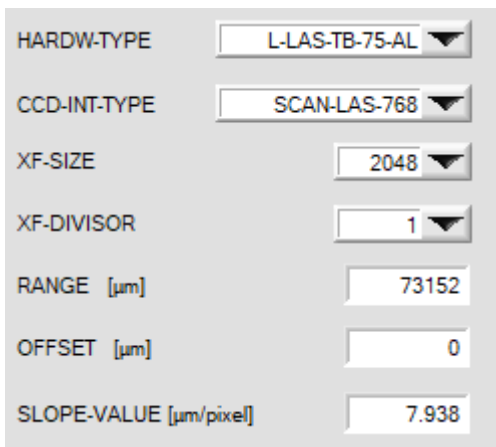 HARDW-TYPE L-LAS-TB-75-AL
CCD-INT-TYPE SCAN-LAS-768
XF-SIZE 2048
XF-DIVISOR 1
RANGE [µm] 73152
OFFSET [µm] 0
SLOPE-VALUE [µm/pixel] 7.938